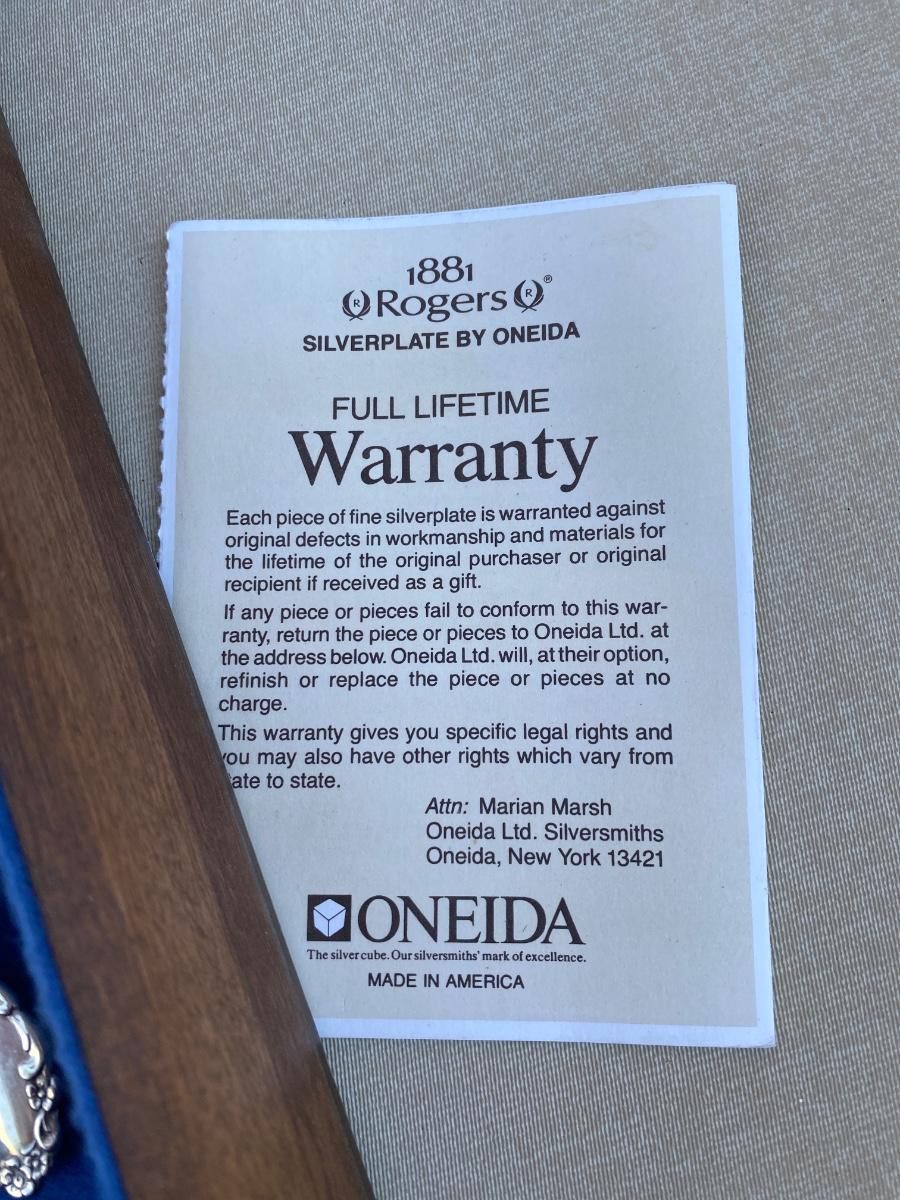 1881
R Rogers R ®
SILVERPLATE BY ONEIDA
FULL LIFETIME
Warranty
Each piece of fine silverplate is warranted against
original defects in workmanship and materials for
the lifetime of the original purchaser or original
recipient if received as a gift.
If any piece or pieces fail to conform to this war-
ranty, return the piece or pieces to Oneida Ltd. at
the address below. Oneida Ltd. will, at their option,
refinish or replace the piece or pieces at no
charge.
This warranty gives you specific legal rights and
you may also have other rights which vary from
ate to state.
Attn: Marian Marsh
Oneida Ltd. Silversmiths
Oneida, New York 13421
ONEIDA
The silver cube. Our silversmiths' mark of excellence.
MADE IN AMERICA